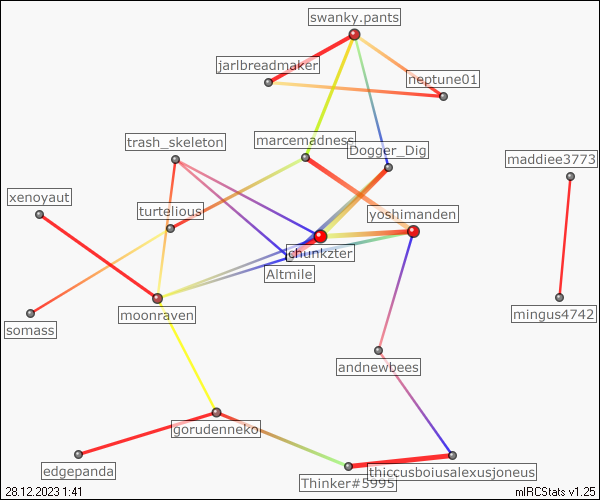 swanky.pants
jarlbreadmaker
neptune01
trash_skeleton
marcemadness
Dogger_Dig
maddiee3773
xenoyaut
turtelious
yoshimanden
chunkzter
Altmile
moonraven
somass
mingus4742
andnewbees
gorudenneko
edgepanda
thiccusboiusalexusjoneus
Thinker#5995
28.12.2023 1:41
mIRCStats v1.25